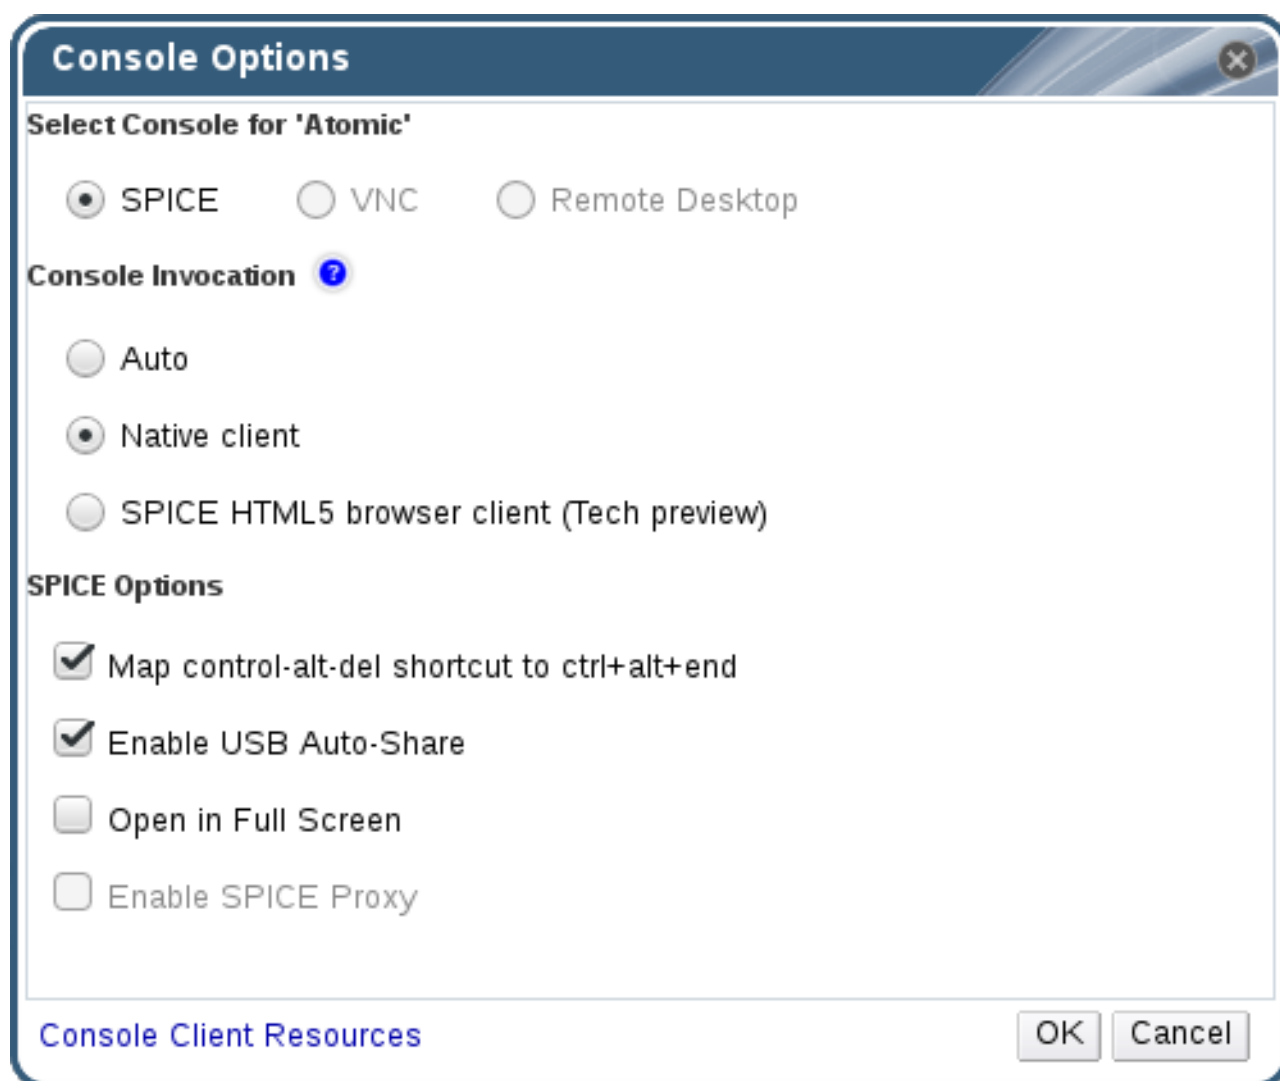 Console Options
Select Console for 'Atomic'
SPICE VNC Remote Desktop
Console Invocation ?
Auto
Native client
SPICE HTML5 browser client (Tech preview)
SPICE Options
Map control-alt-del shortcut to ctrl+alt+end
Enable USB Auto-Share
Open in Full Screen
Enable SPICE Proxy
Console Client Resources OK Cancel